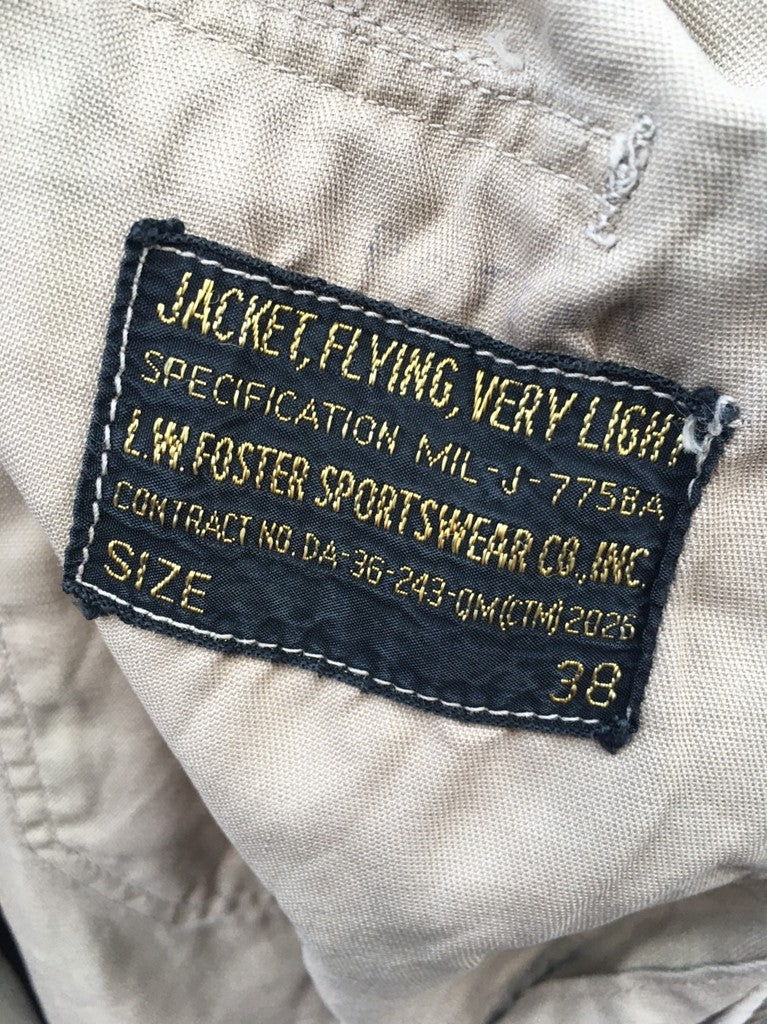 JACKET, FLYING, VERY LIGHT
SPECIFICATION MIL-J-7758A
L.W. FOSTER SPORTSWEAR CO., INC.
CONTRACT NO. DA-36-243-QM(CTM) 2026
SIZE 38